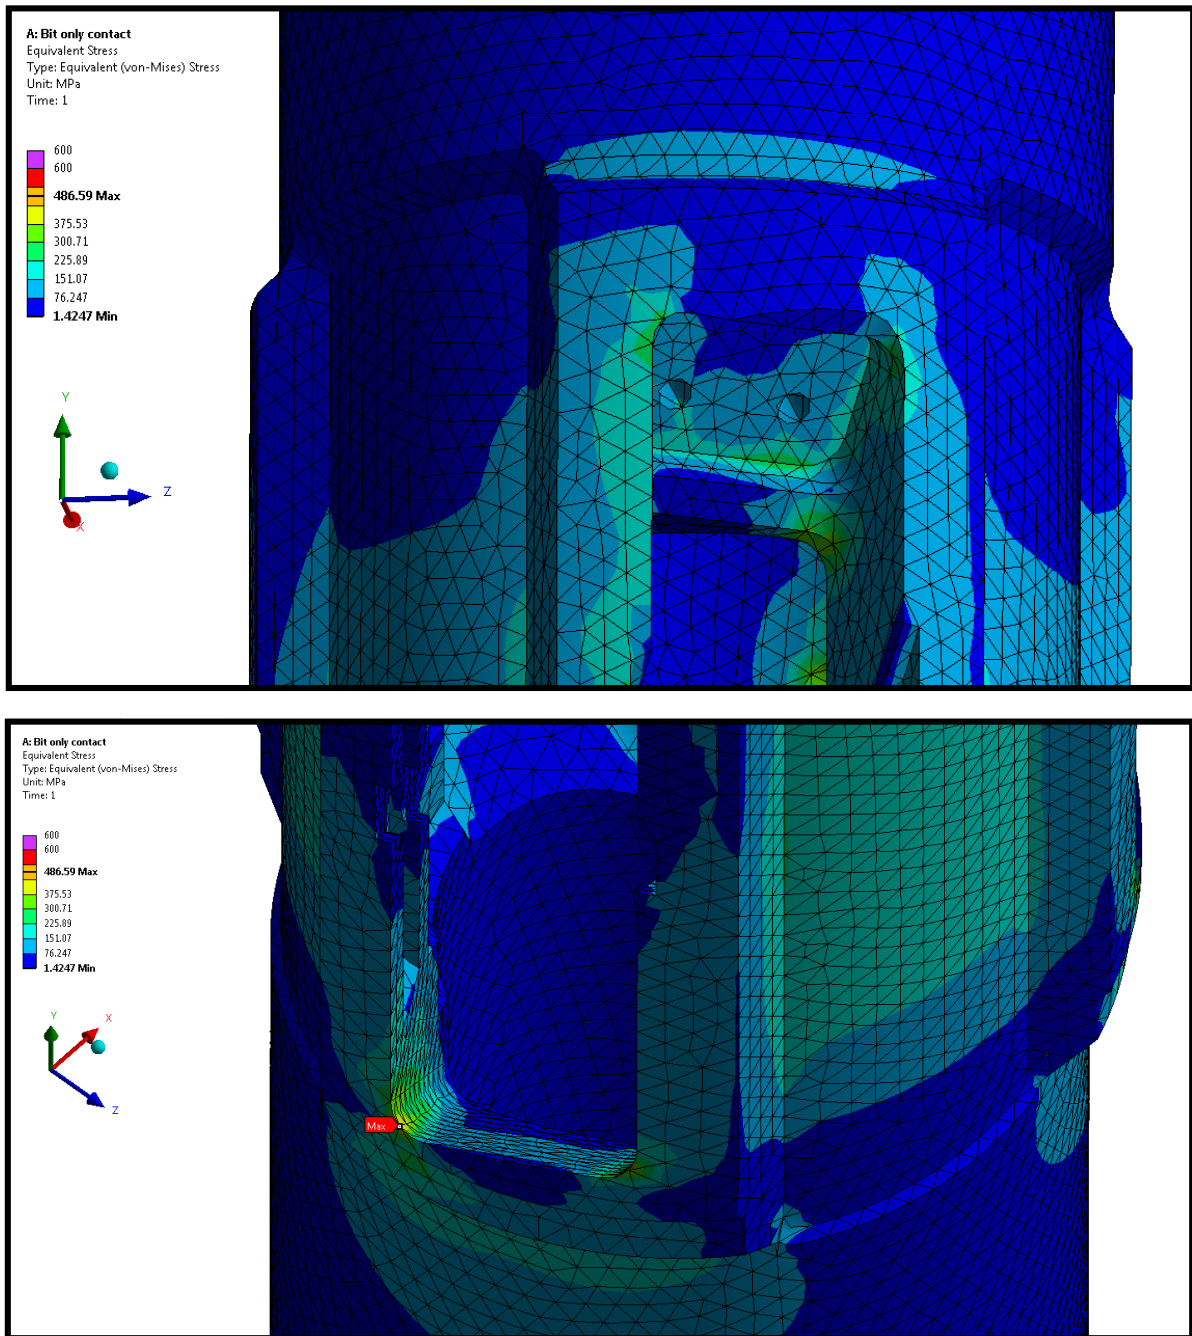 A: Bit only contact
Equivalent Stress
Type: Equivalent (von-Mises) Stress
Unit: MPa
Time: 1
600
600
486.59 Max
375.53
300.71
225.89
151.07
76.247
1.4247 Min
Y
Z
X
A: Bit only contact
Equivalent Stress
Type: Equivalent (von-Mises) Stress
Unit: MPa
Time: 1
600
600
486.59 Max
375.53
300.71
225.89
151.07
76.247
1.4247 Min
Y
X
Z
Max